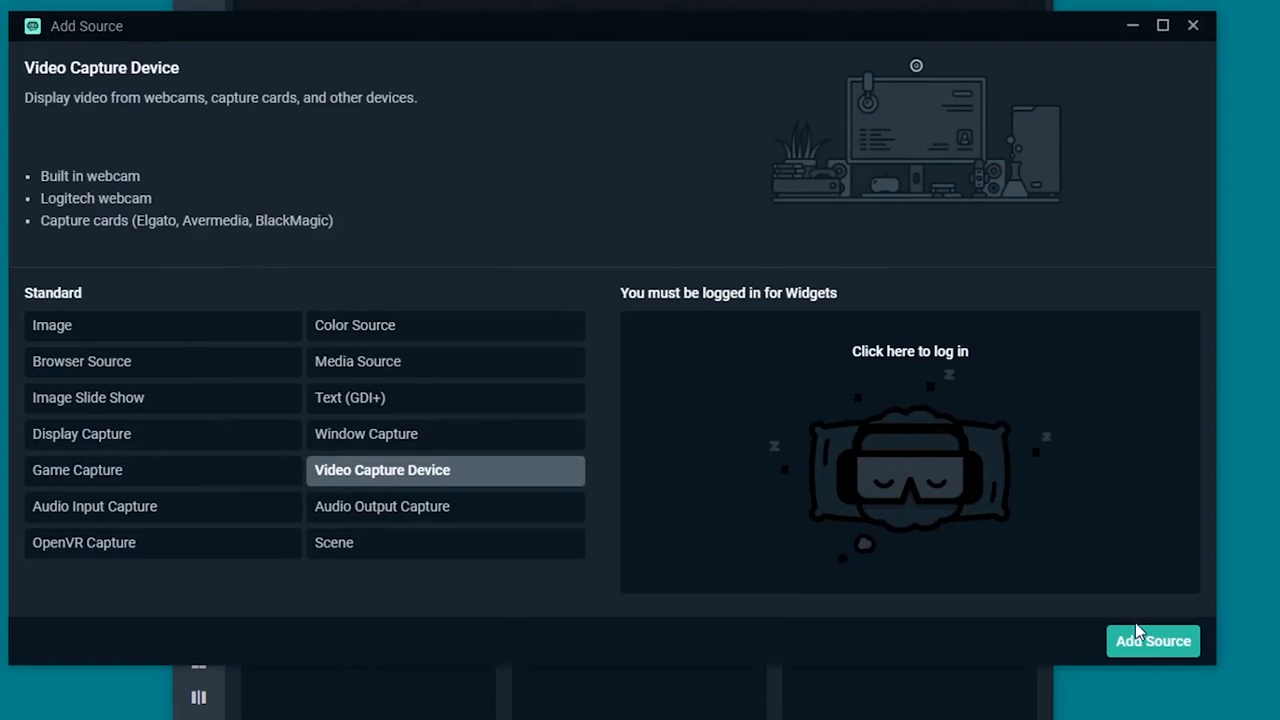 Add Source
Video Capture Device
Display video from webcams, capture cards, and other devices.
Built in webcam
Logitech webcam
Capture cards (Elgato, Avermedia, BlackMagic)
Standard
Image
Color Source
Browser Source
Media Source
Image Slide Show
Text (GDI+)
Display Capture
Window Capture
Game Capture
Video Capture Device
Audio Input Capture
Audio Output Capture
OpenVR Capture
Scene
You must be logged in for Widgets
Click here to log in
z
z
z
Add Source